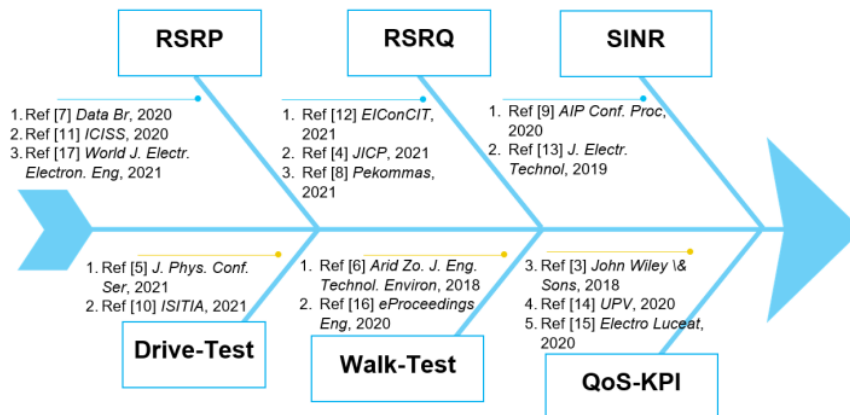 RSRP
RSRQ
SINR
1. Ref [7] Data Br, 2020
2. Ref [11] ICISS, 2020
3. Ref [17] World J. Electr.
Electron. Eng, 2021
1. Ref [12] EIConCIT,
2021
2. Ref [4] JICP, 2021
3. Ref [8] Pekommas,
2021
1. Ref [9] AIP Conf. Proc,
2020
2. Ref [13] J. Electr.
Technol, 2019
1. Ref [5] J. Phys. Conf.
Ser, 2021
2. Ref [10] ISITIA, 2021
1. Ref [6] Arid Zo. J. Eng.
Technol. Environ, 2018
2. Ref [16] eProceedings
Eng, 2020
3. Ref [3] John Wiley \& 
Sons, 2018
4. Ref [14] UPV, 2020
5. Ref [15] Electro Luceat,
2020
Drive-Test
Walk-Test
QoS-KPI